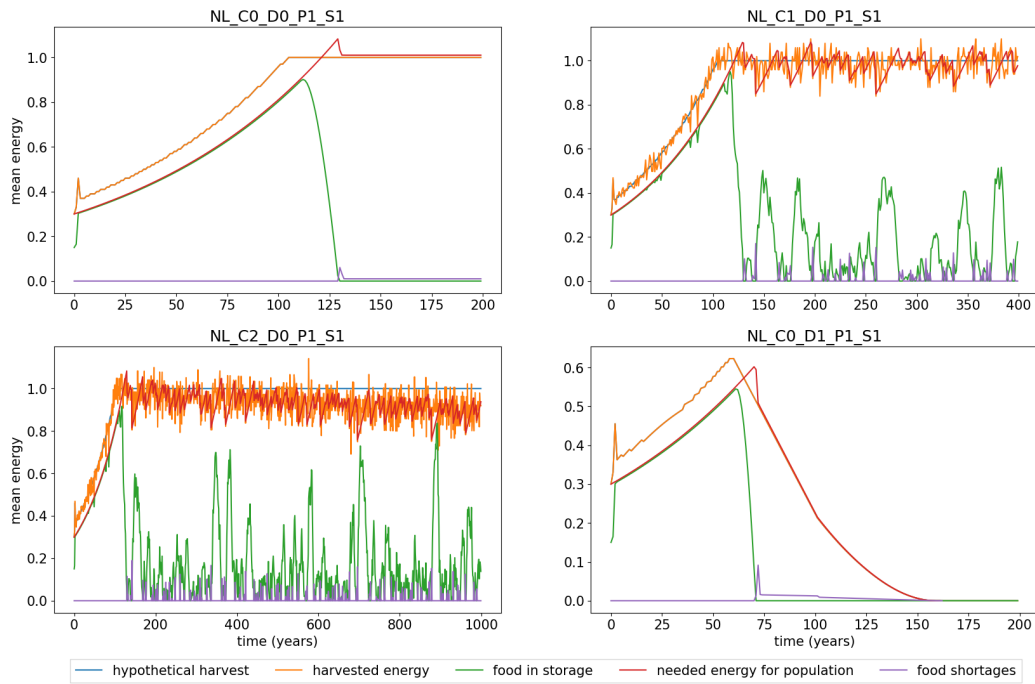 NL_C0_D0_P1_S1
NL_C1_D0_P1_S1
mean energy
1.0
0.8
0.6
0.4
0.2
0.0
0 25 50 75 100 125 150 175 200
1.0
0.8
0.6
0.4
0.2
0.0
0 50 100 150 200 250 300 350 400
NL_C2_D0_P1_S1
NL_C0_D1_P1_S1
mean energy
1.0
0.8
0.6
0.4
0.2
0.0
0 200 400 600 800 1000
time (years)
0.6
0.5
0.4
0.3
0.2
0.1
0.0
0 25 50 75 100 125 150 175 200
time (years)
hypothetical harvest harvested energy food in storage needed energy for population food shortages